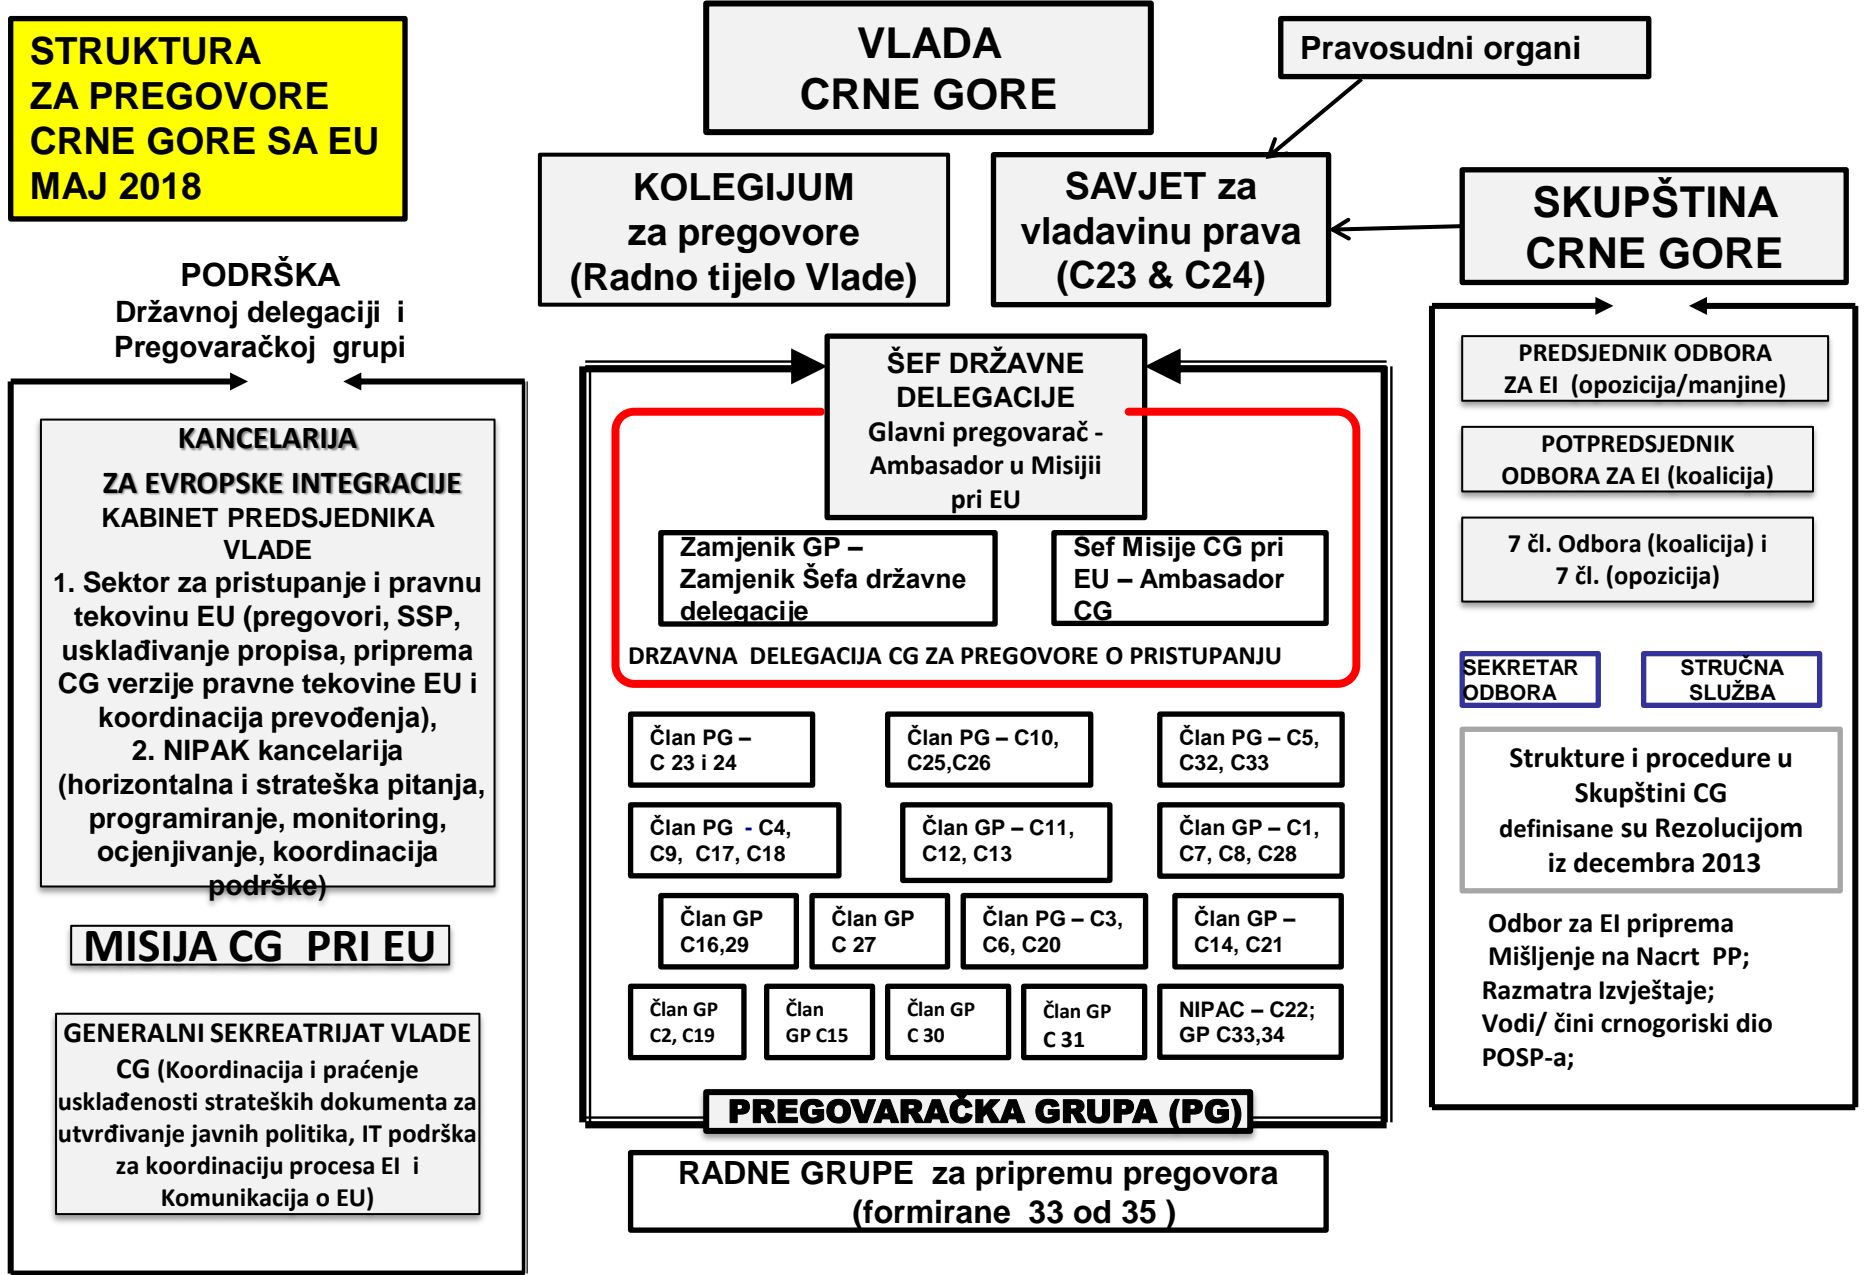 STRUKTURA
ZA PREGOVORE
CRNE GORE SA EU
MAJ 2018
VLADA
CRNE GORE
Pravosudni organi
KOLEGIJUM
za pregovore
(Radno tijelo Vlade)
SAVJET za
vladavinu prava
(C23 & C24)
SKUPŠTINA
CRNE GORE
PODRŠKA
Državnoj delegaciji i
Pregovaračkoj grupi
KANCELARIJA
ZA EVROPSKE INTEGRACIJE
KABINET PREDSJEDNIKA
VLADE
1. Sektor za pristupanje i pravnu
tekovinu EU (pregovori, SSP,
usklađivanje propisa, priprema
CG verzije pravne tekovine EU i
koordinacija prevođenja),
2. NIPAK kancelarija
(horizontalna i strateška pitanja,
programiranje, monitoring,
ocjenjivanje, koordinacija
podrške)
MISIJA CG PRI EU
GENERALNI SEKREATRIJAT VLADE
CG (Koordinacija i praćenje
usklađenosti strateških dokumenta za
utvrđivanje javnih politika, IT podrška
za koordinaciju procesa EI i
Komunikacija o EU)
ŠEF DRŽAVNE
DELEGACIJE
Glavni pregovarač -
Ambasador u Misijii
pri EU
Zamjenik GP –
Zamjenik Šefa državne
delegacije
Sef Misije CG pri
EU – Ambasador
CG
DRZAVNA DELEGACIJA CG ZA PREGOVORE O PRISTUPANJU
Član PG –
C 23 i 24
Član PG – C10,
C25,C26
Član PG – C5,
C32, C33
Član PG - C4,
C9, C17, C18
Član GP – C11,
C12, C13
Član GP – C1,
C7, C8, C28
Član GP
C16,29
Član GP
C 27
Član PG – C3,
C6, C20
Član GP –
C14, C21
Član GP
C2, C19
Član
GP C15
Član GP
C 30
Član GP
C 31
NIPAC – C22;
GP C33,34
PREGOVARAČKA GRUPA (PG)
RADNE GRUPE za pripremu pregovora
(formirane 33 od 35 )
PREDSJEDNIK ODBORA
ZA EI (opozicija/manjine)
POTPREDSJEDNIK
ODBORA ZA EI (koalicija)
7 čl. Odbora (koalicija) i
7 čl. (opozicija)
SEKRETAR
ODBORA
STRUČNA
SLUŽBA
Strukture i procedure u
Skupštini CG
definisane su Rezolucijom
iz decembra 2013
Odbor za EI priprema
Mišljenje na Nacrt PP;
Razmatra Izvještaje;
Vodi/ čini crnogoriski dio
POSP-a;